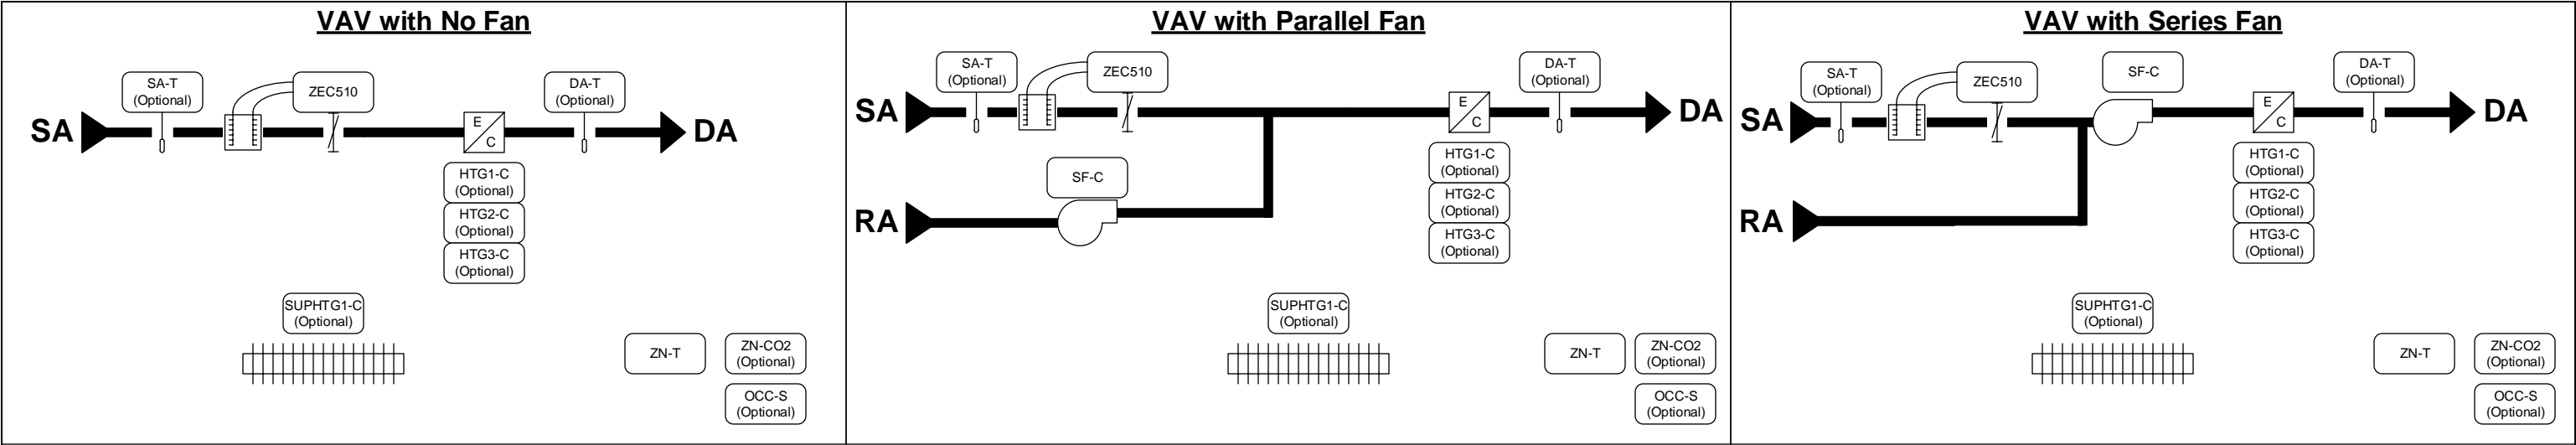 VAV with No Fan
SA-T
(Optional)
ZEC510
DA-T
(Optional)
SA
E
C
DA
HTG1-C
(Optional)
HTG2-C
(Optional)
HTG3-C
(Optional)
SUPHTG1-C
(Optional)
ZN-T
ZN-CO2
(Optional)
OCC-S
(Optional)
VAV with Parallel Fan
SA-T
(Optional)
ZEC510
DA-T
(Optional)
SA
E
C
DA
HTG1-C
(Optional)
HTG2-C
(Optional)
HTG3-C
(Optional)
SF-C
RA
SUPHTG1-C
(Optional)
ZN-T
ZN-CO2
(Optional)
OCC-S
(Optional)
VAV with Series Fan
SA-T
(Optional)
ZEC510
SF-C
DA-T
(Optional)
SA
E
C
DA
HTG1-C
(Optional)
HTG2-C
(Optional)
HTG3-C
(Optional)
RA
SUPHTG1-C
(Optional)
ZN-T
ZN-CO2
(Optional)
OCC-S
(Optional)